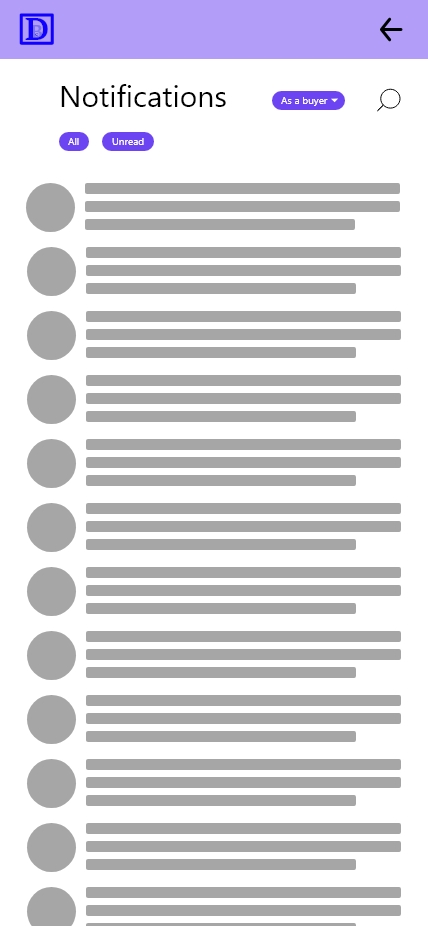 D
Notifications
As a buyer
All
Unread